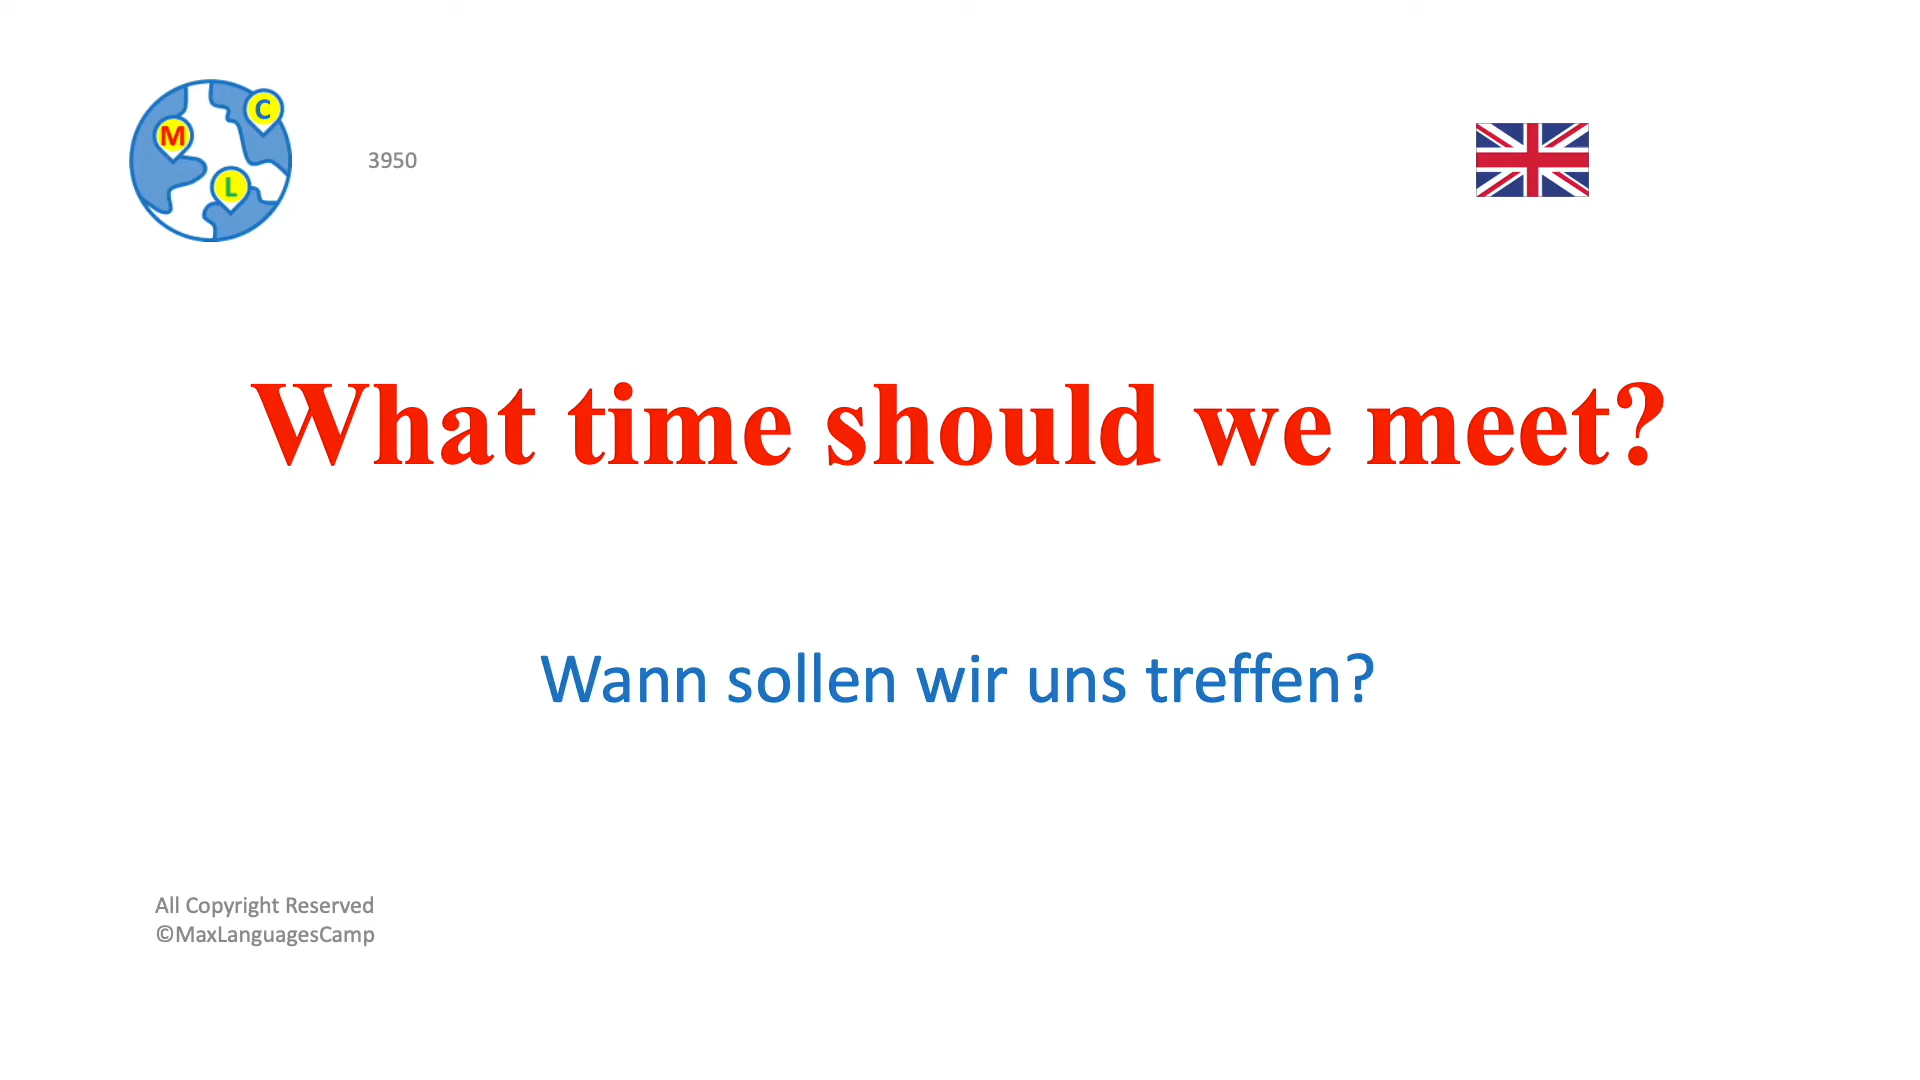 C
M
L
3950
What time should we meet?
Wann sollen wir uns treffen?
All Copyright Reserved
©MaxLanguagesCamp